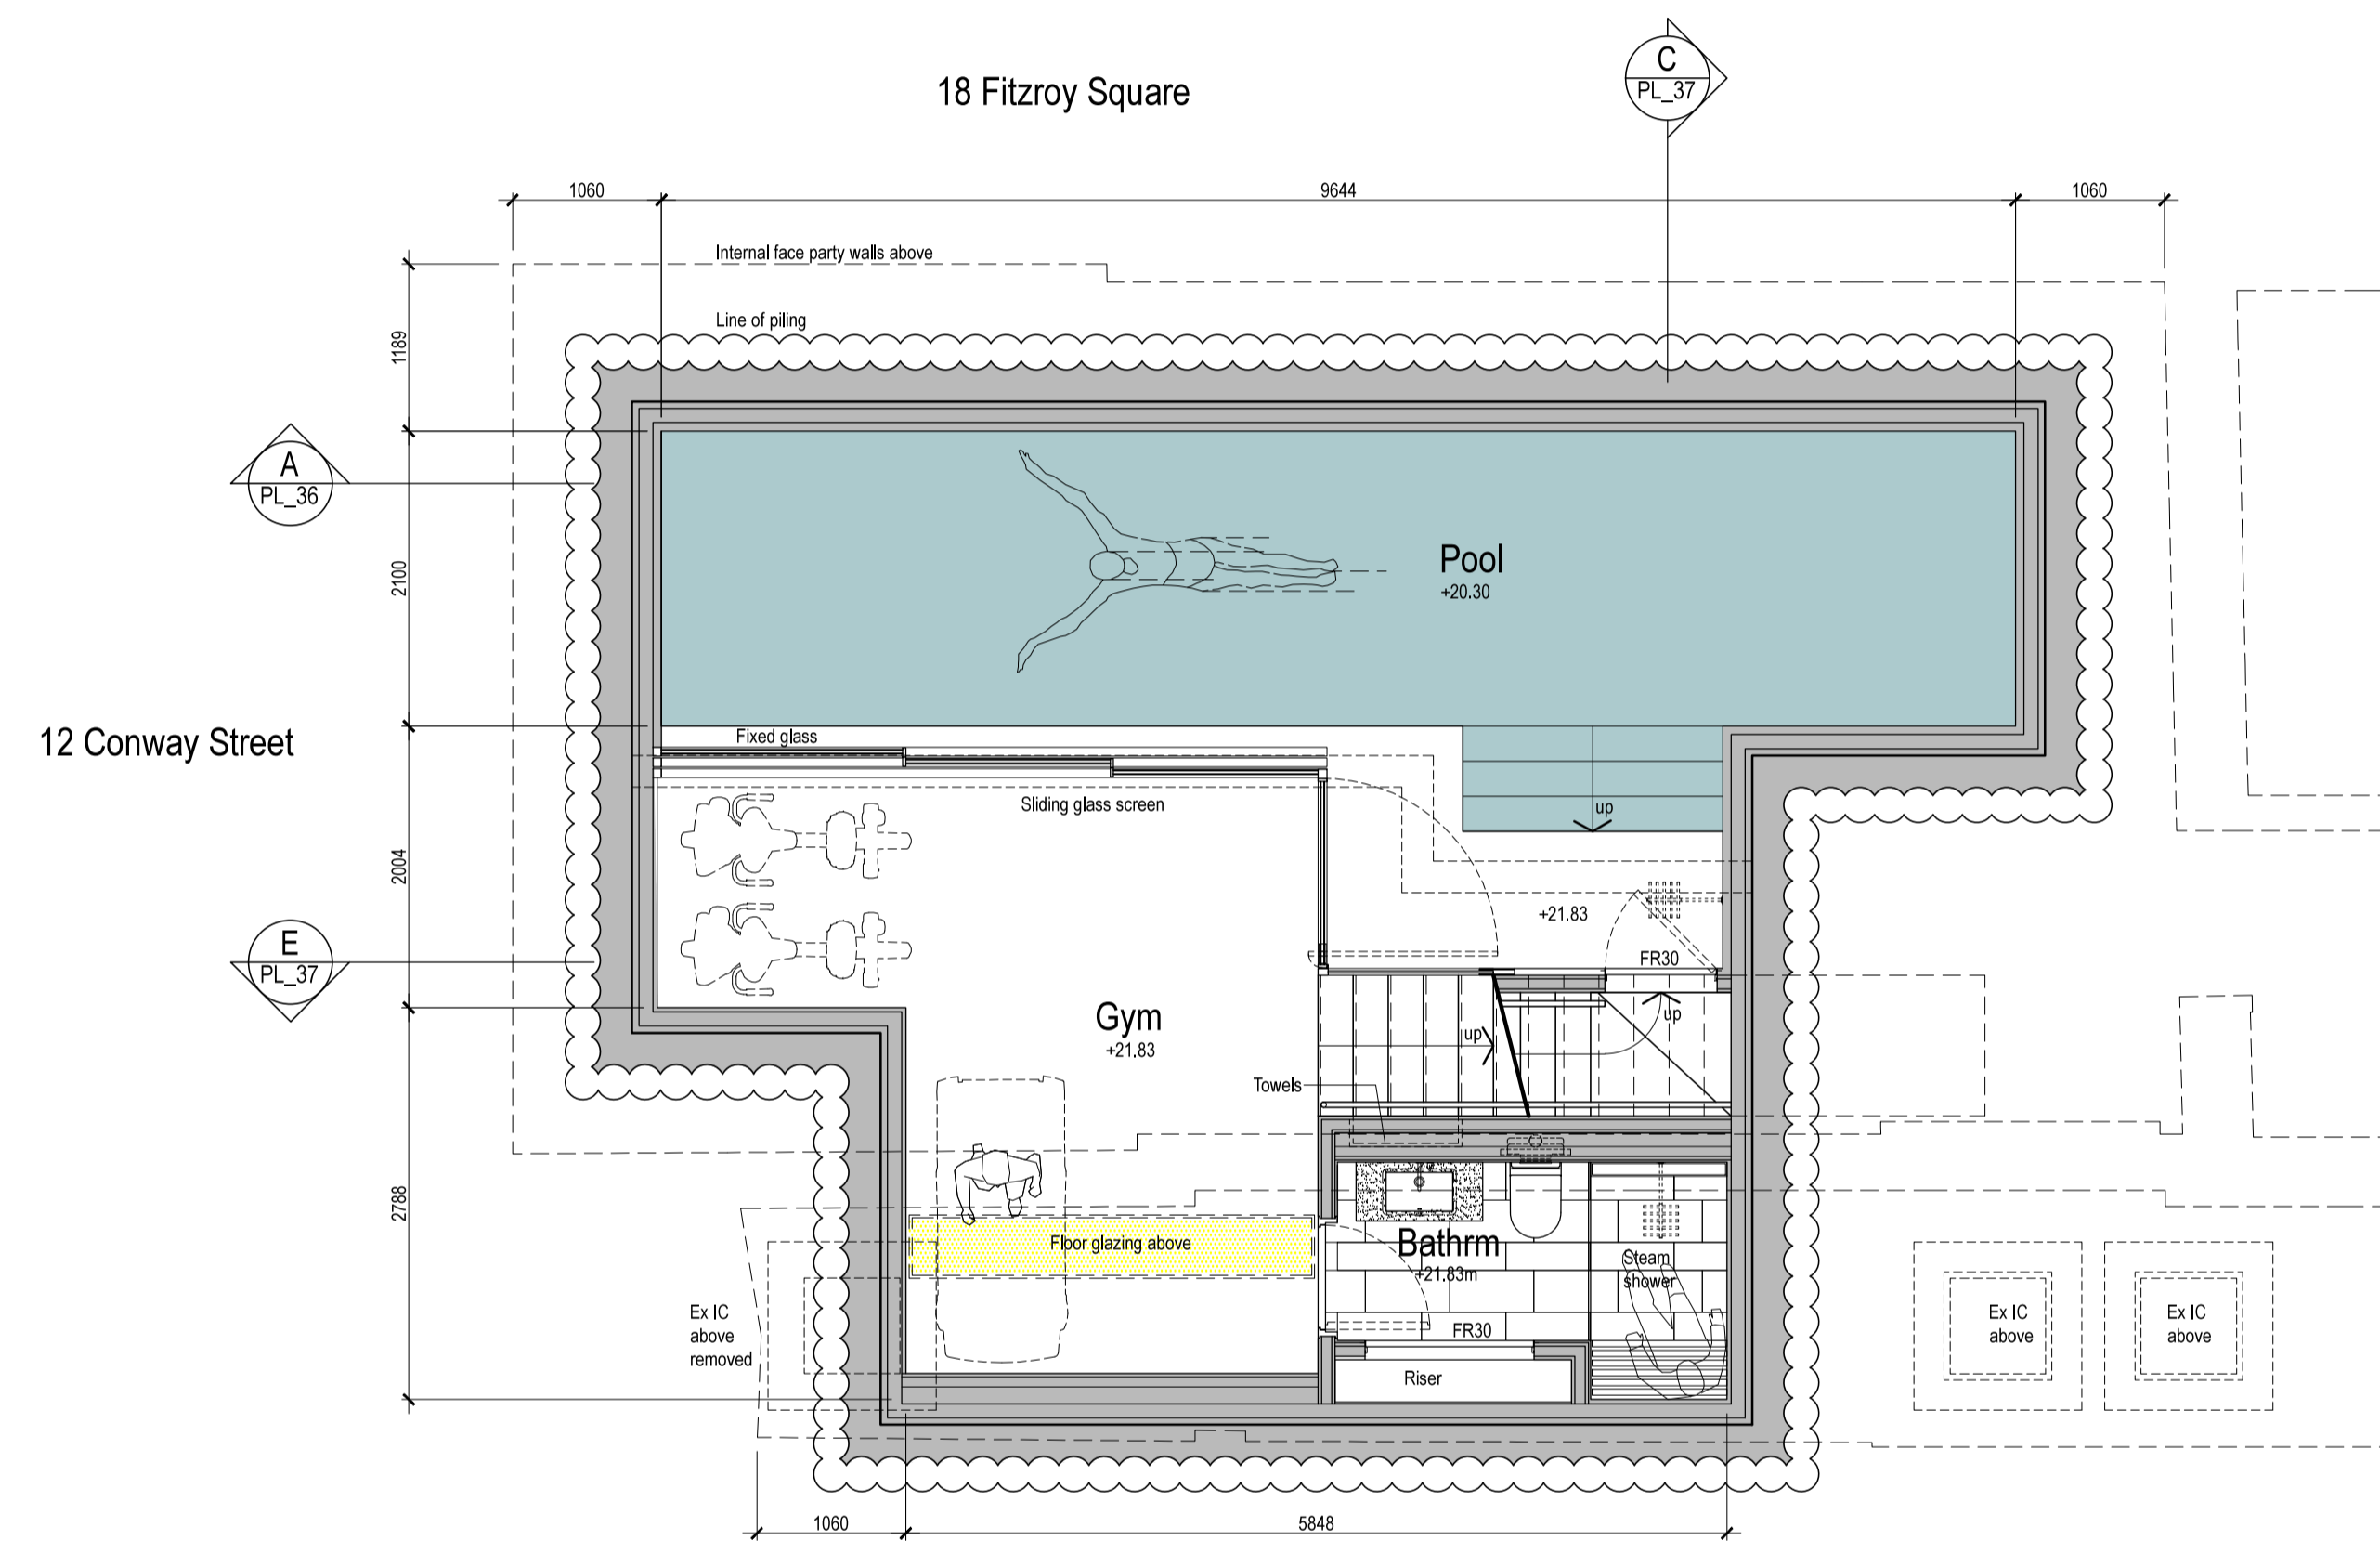 C
PL_37
18 Fitzroy Square
1060
9644
1060
Internal face party walls above
Line of piling
1189
A
PL_36
2100
Pool
+20.30
12 Conway Street
Fixed glass
Sliding glass screen
up
2004
+21.83
E
PL_37
FR30
Gym
+21.83
up
up
Towels
2788
Floor glazing above
Bathrm
+21.83m
Steam
shower
Ex IC
above
removed
FR30
Riser
Ex IC
above
Ex IC
above
1060
5848